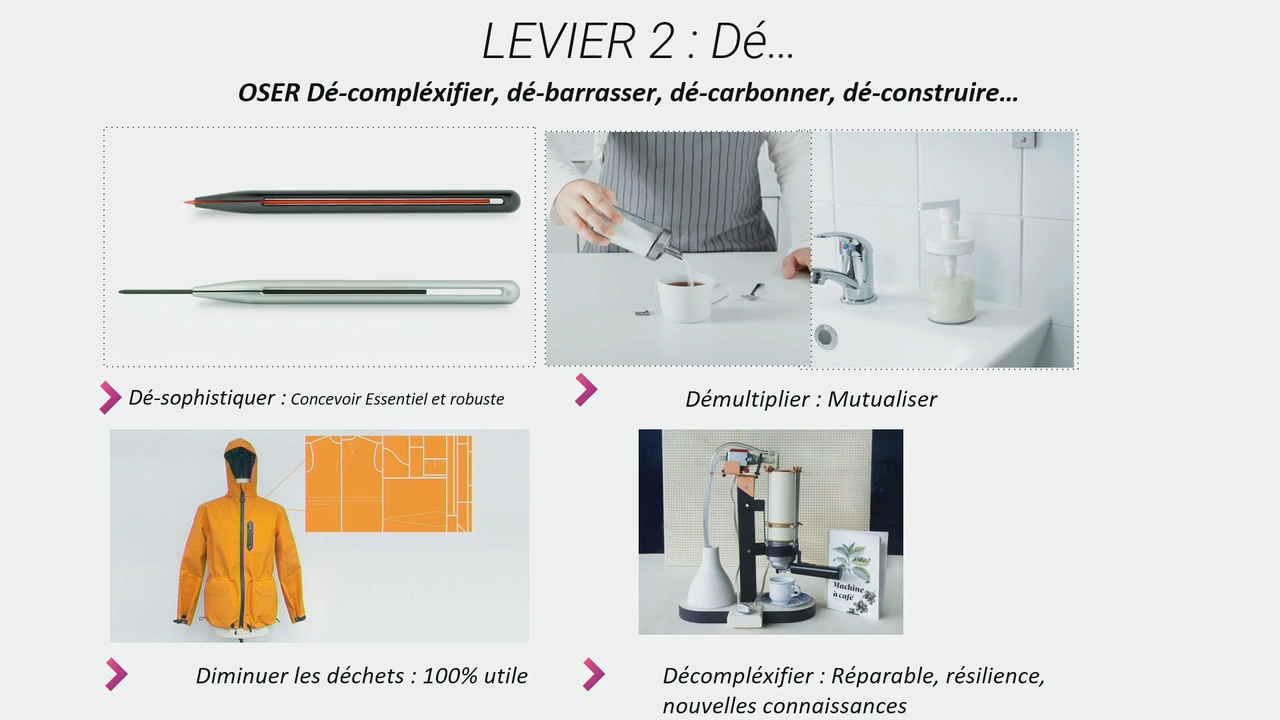 LEVIER 2 : Dé...
OSER Dé-compléxifier, dé-barrasser, dé-carbonner, dé-construire...
Dé-sophistiquer : Concevoir Essentiel et robuste
Démultiplier : Mutualiser
Machine
à café
Diminuer les déchets : 100% utile
Décompléxifier : Réparable, résilience,
nouvelles connaissances